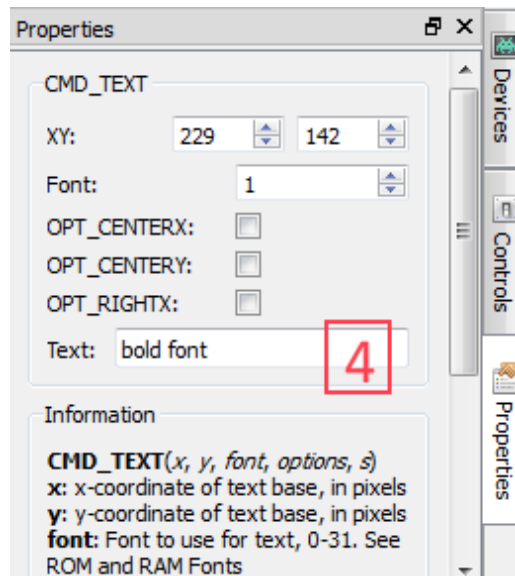 Properties
CMD_TEXT
XY: 229 142
Font: 1
OPT_CENTERX:
OPT_CENTERY:
OPT_RIGHTX:
Text: bold font
4
Information
CMD_TEXT(x, y, font, options, s)
x: x-coordinate of text base, in pixels
y: y-coordinate of text base, in pixels
font: Font to use for text, 0-31. See
ROM and RAM Fonts
Devices
Controls
Properties